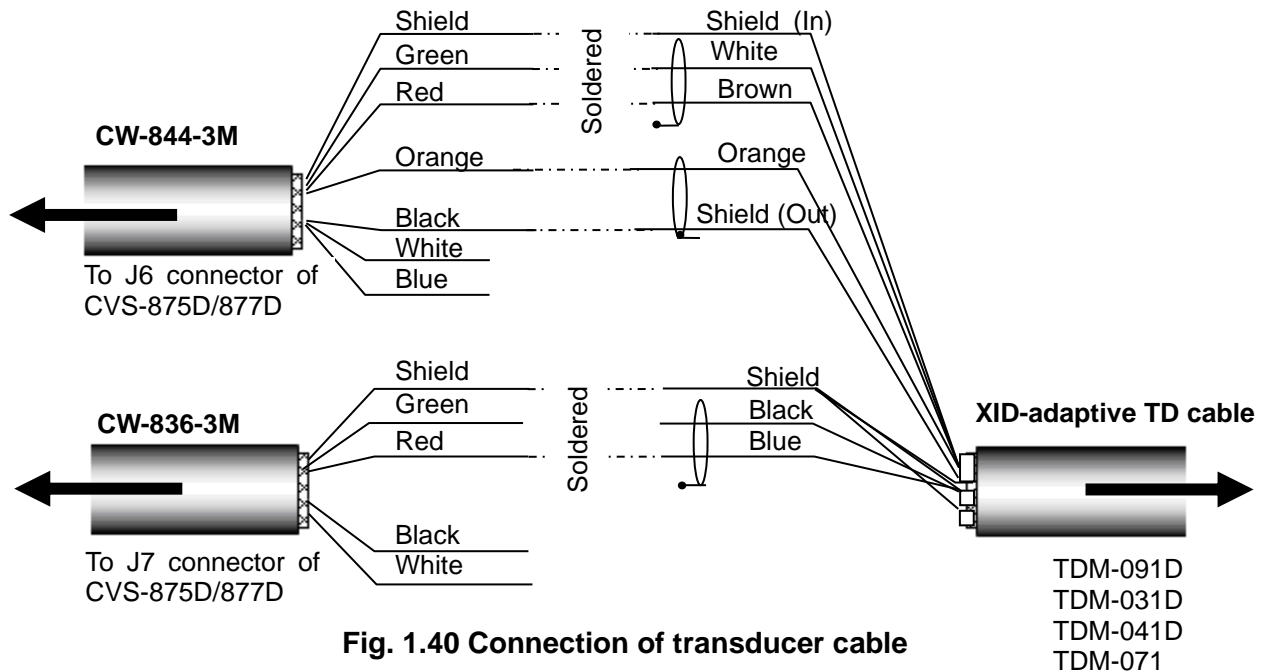 Shield
Green
Red
Orange
Black
White
Blue
CW-844-3M
To J6 connector of
CVS-875D/877D
Soldered
Shield (In)
White
Brown
Orange
Shield (Out)
Shield
Green
Red
Black
White
CW-836-3M
To J7 connector of
CVS-875D/877D
Soldered
Shield
Black
Blue
XID-adaptive TD cable
TDM-091D
TDM-031D
TDM-041D
TDM-071
Fig. 1.40 Connection of transducer cable